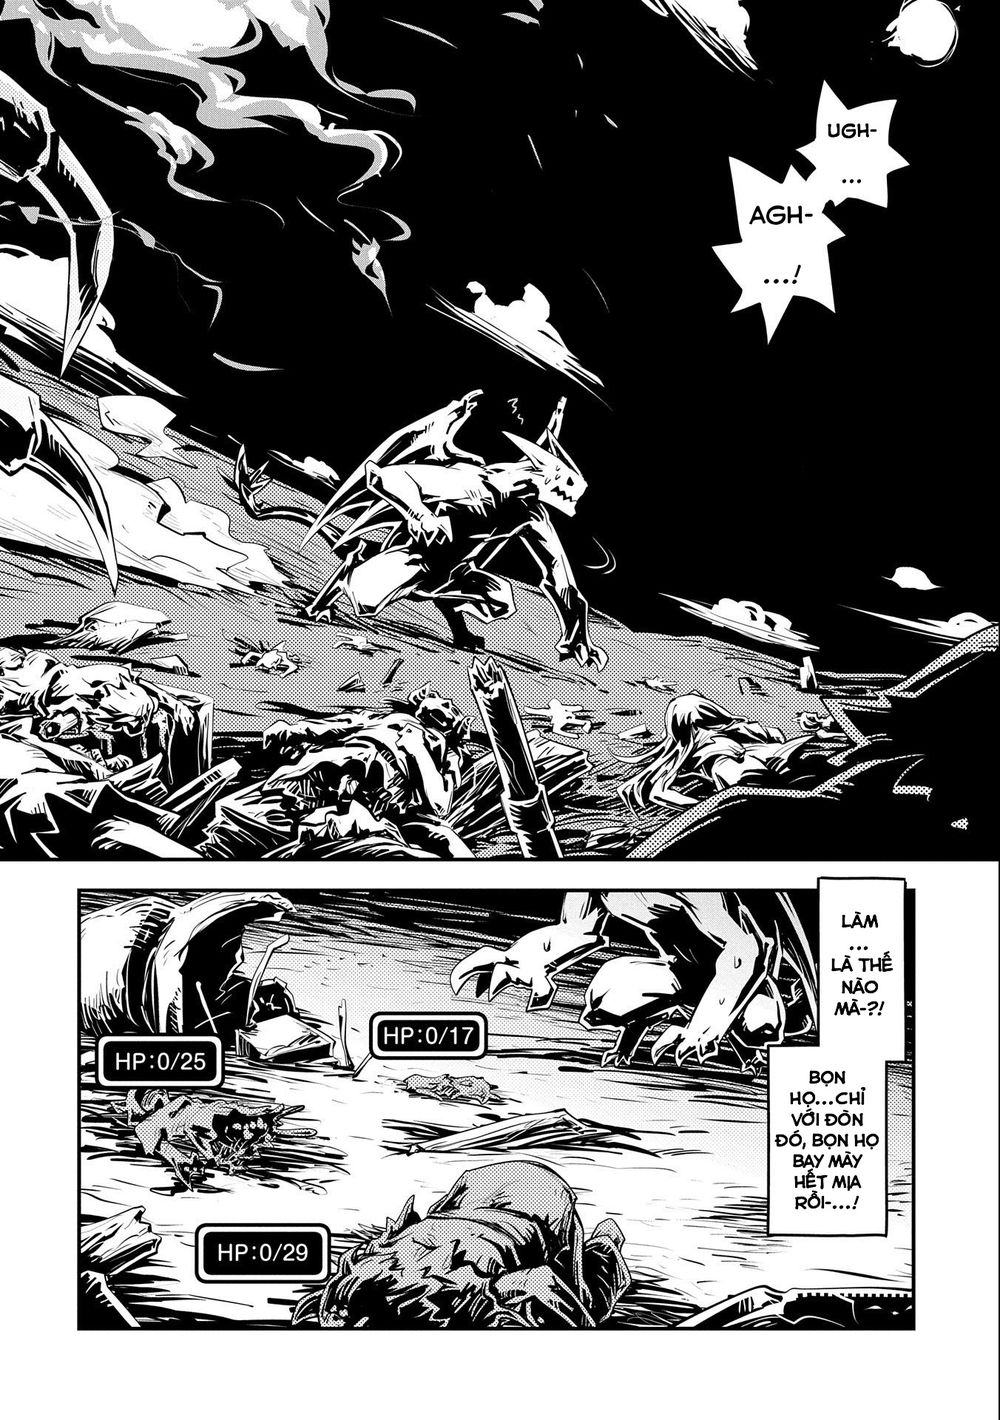 UGH-
...
AGH-
...!
LÀM
...
LÀ THẾ
NÀO
MÀ-?!
BỌN
HỌ...CHỈ
VỚI ĐÒN
ĐÓ, BỌN HỌ
BAY MÀY
HẾT MỊA
RỒI-...!
HP:0/17
HP:0/25
HP:0/29